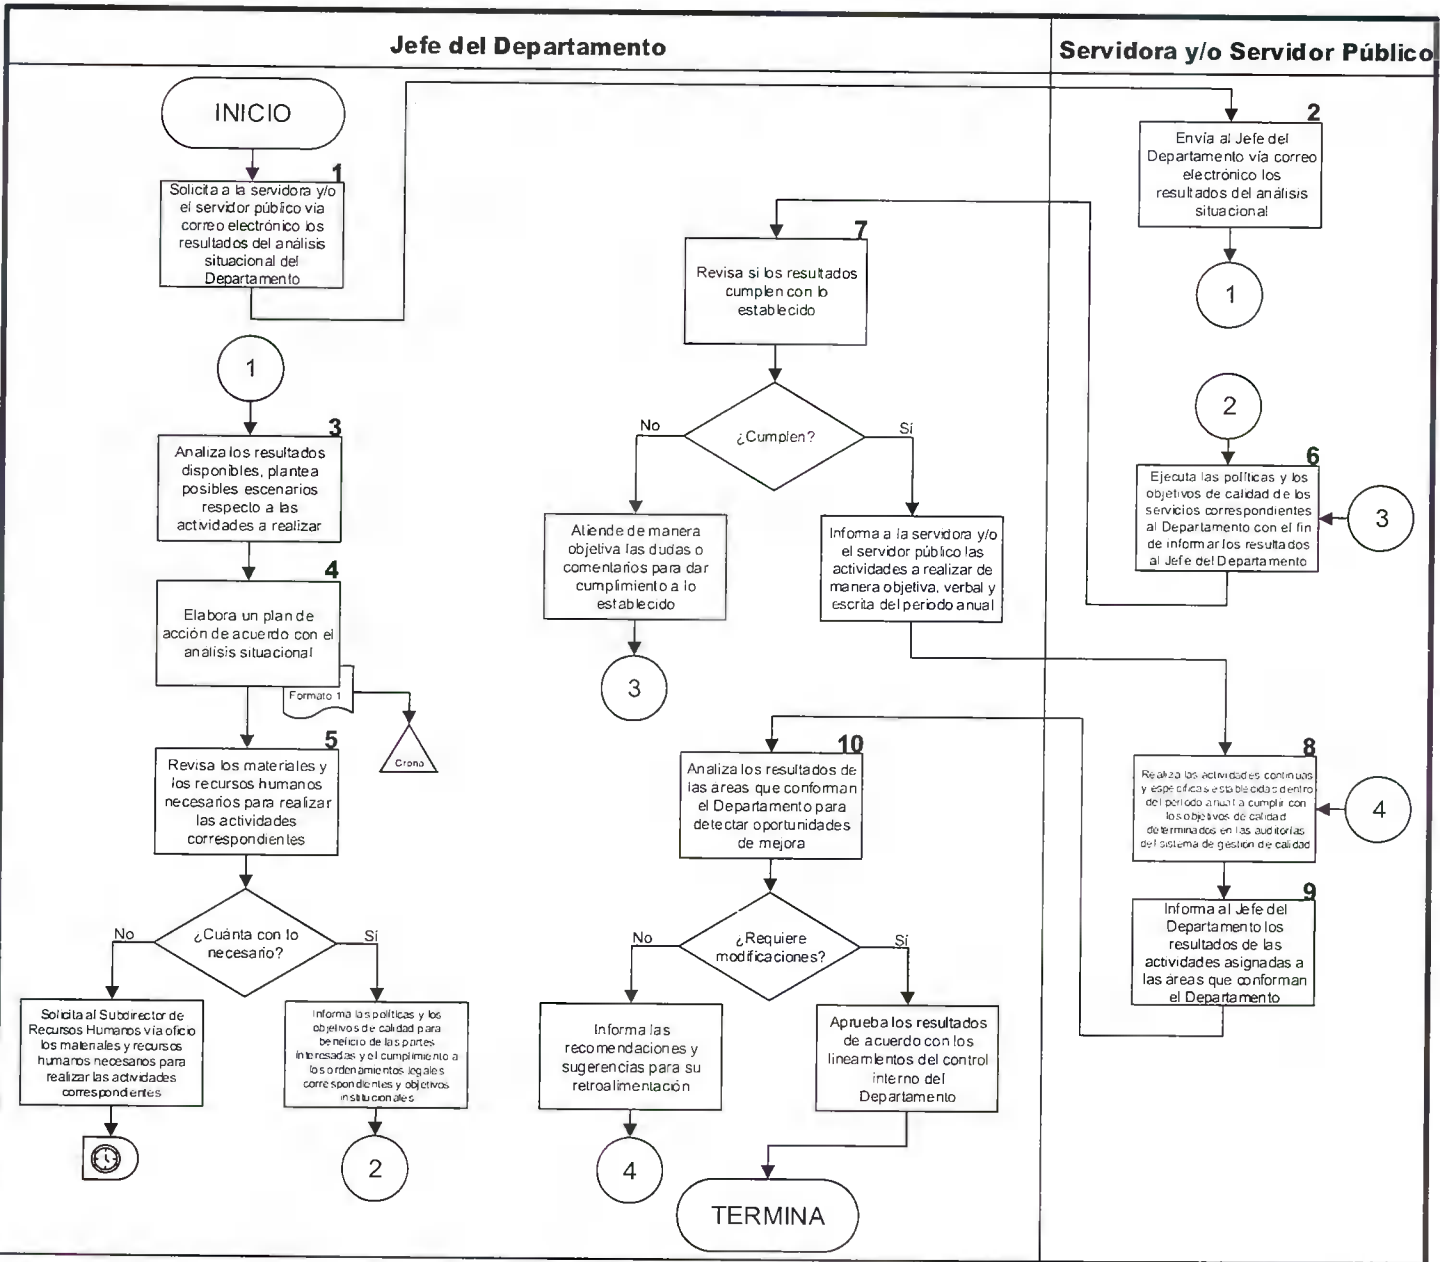 Jefe del Departamento
Servidora y/o Servidor Público
INICIO
1
Solicita a la servidora y/o
el servidor público vía
correo electrónico los
resultados del análisis
situacional del
Departamento
2
Envía al Jefe del
Departamento vía correo
electrónico los
resultados del análisis
situacional
1
1
3
Analiza los resultados
disponibles, plantea
posibles escenarios
respecto a las
actividades a realizar
4
Elabora un plan de
acción de acuerdo con el
analisis situacional
Formato 1
Crono
5
Revisa los materiales y
los recursos humanos
necesarios para realizar
las actividades
correspondientes
¿Cuánta con lo
necesario?
No
Sí
Solicita al Subdirector de
Recursos Humanos vía oficio
los materiales y recursos
humanos necesarios para
realizar las actividades
correspondientes
Informa las políticas y los
objetivos de calidad para
beneficio de las partes
interesadas y el cumplimiento a
los ordenamientos legales
correspondientes y objetivos
institucionales
2
2
6
Ejecuta las políticas y los
objetivos de calidad de los
servicios correspondientes
al Departamento con el fin
de informar los resultados
al Jefe del Departamento
3
7
Revisa si los resultados
cumplen con lo
establecido
¿Cumplen?
No
Sí
Atiende de manera
objetiva las dudas o
comentarios para dar
cumplimiento a lo
establecido
3
Informa a la servidora y/o
el servidor público las
actividades a realizar de
manera objetiva, verbal y
escrita del periodo anual
8
Realiza las actividades continuas
y específicas establecidas dentro
del periodo anual a cumplir con
los objetivos de calidad
determinados en las auditorías
del sistema de gestión de calidad
4
9
Informa al Jefe del
Departamento los
resultados de las
actividades asignadas a
las áreas que conforman
el Departamento
10
Analiza los resultados de
las áreas que conforman
el Departamento para
detectar oportunidades
de mejora
¿Requiere
modificaciones?
No
Sí
Informa las
recomendaciones y
sugerencias para su
retroalimentación
4
Aprueba los resultados
de acuerdo con los
lineamientos del control
interno del
Departamento
TERMINA